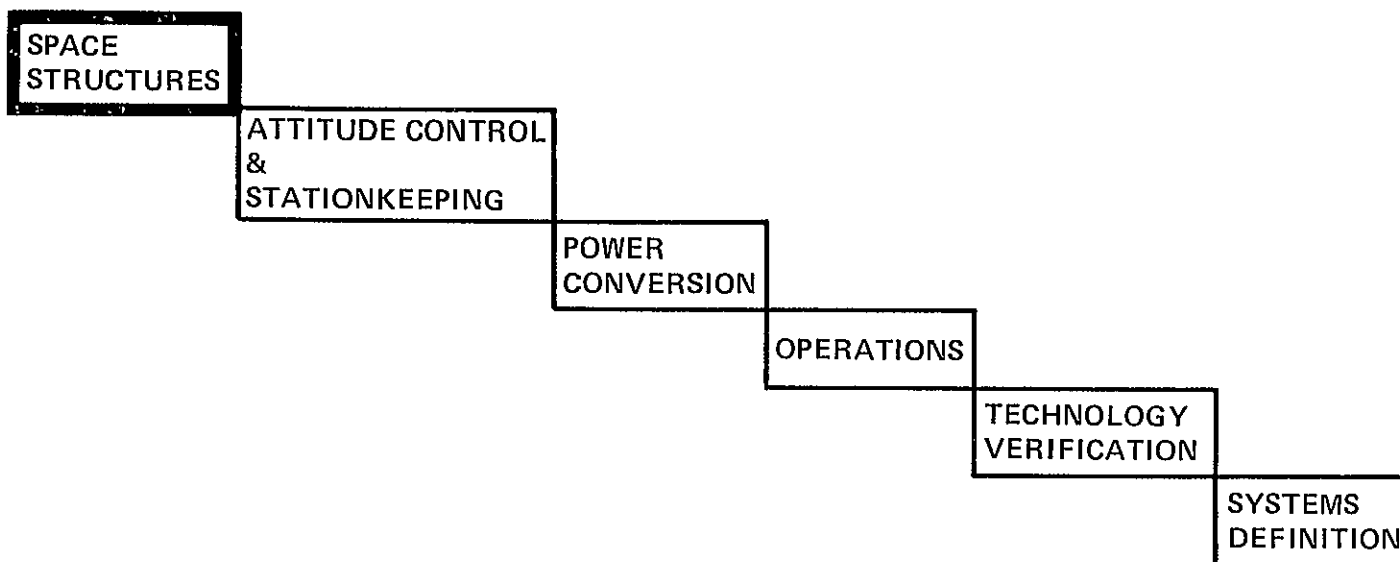 SPACE
STRUCTURES
ATTITUDE CONTROL
&
STATIONKEEPING
POWER
CONVERSION
OPERATIONS
TECHNOLOGY
VERIFICATION
SYSTEMS
DEFINITION